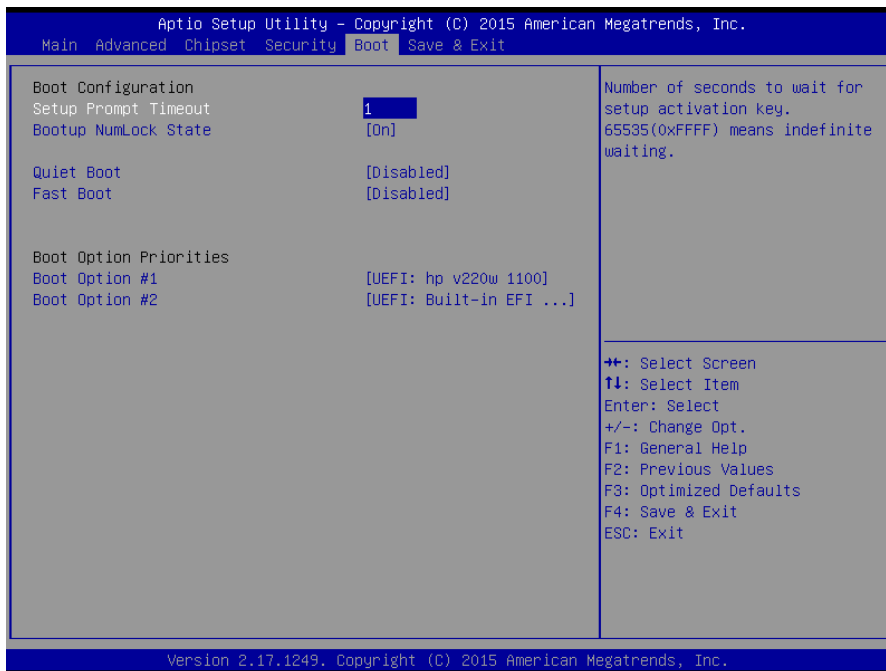 Aptio Setup Utility – Copyright (C) 2015 American Megatrends, Inc.
Main Advanced Chipset Security Boot Save & Exit
Boot Configuration
Setup Prompt Timeout 1
Bootup NumLock State [On]
Quiet Boot [Disabled]
Fast Boot [Disabled]
Boot Option Priorities
Boot Option #1 [UEFI: hp v220w 1100]
Boot Option #2 [UEFI: Built-in EFI ...]
Number of seconds to wait for
setup activation key.
65535(0xFFFF) means indefinite
waiting.
→←: Select Screen
↑↓: Select Item
Enter: Select
+/-: Change Opt.
F1: General Help
F2: Previous Values
F3: Optimized Defaults
F4: Save & Exit
ESC: Exit
Version 2.17.1249. Copyright (C) 2015 American Megatrends, Inc.